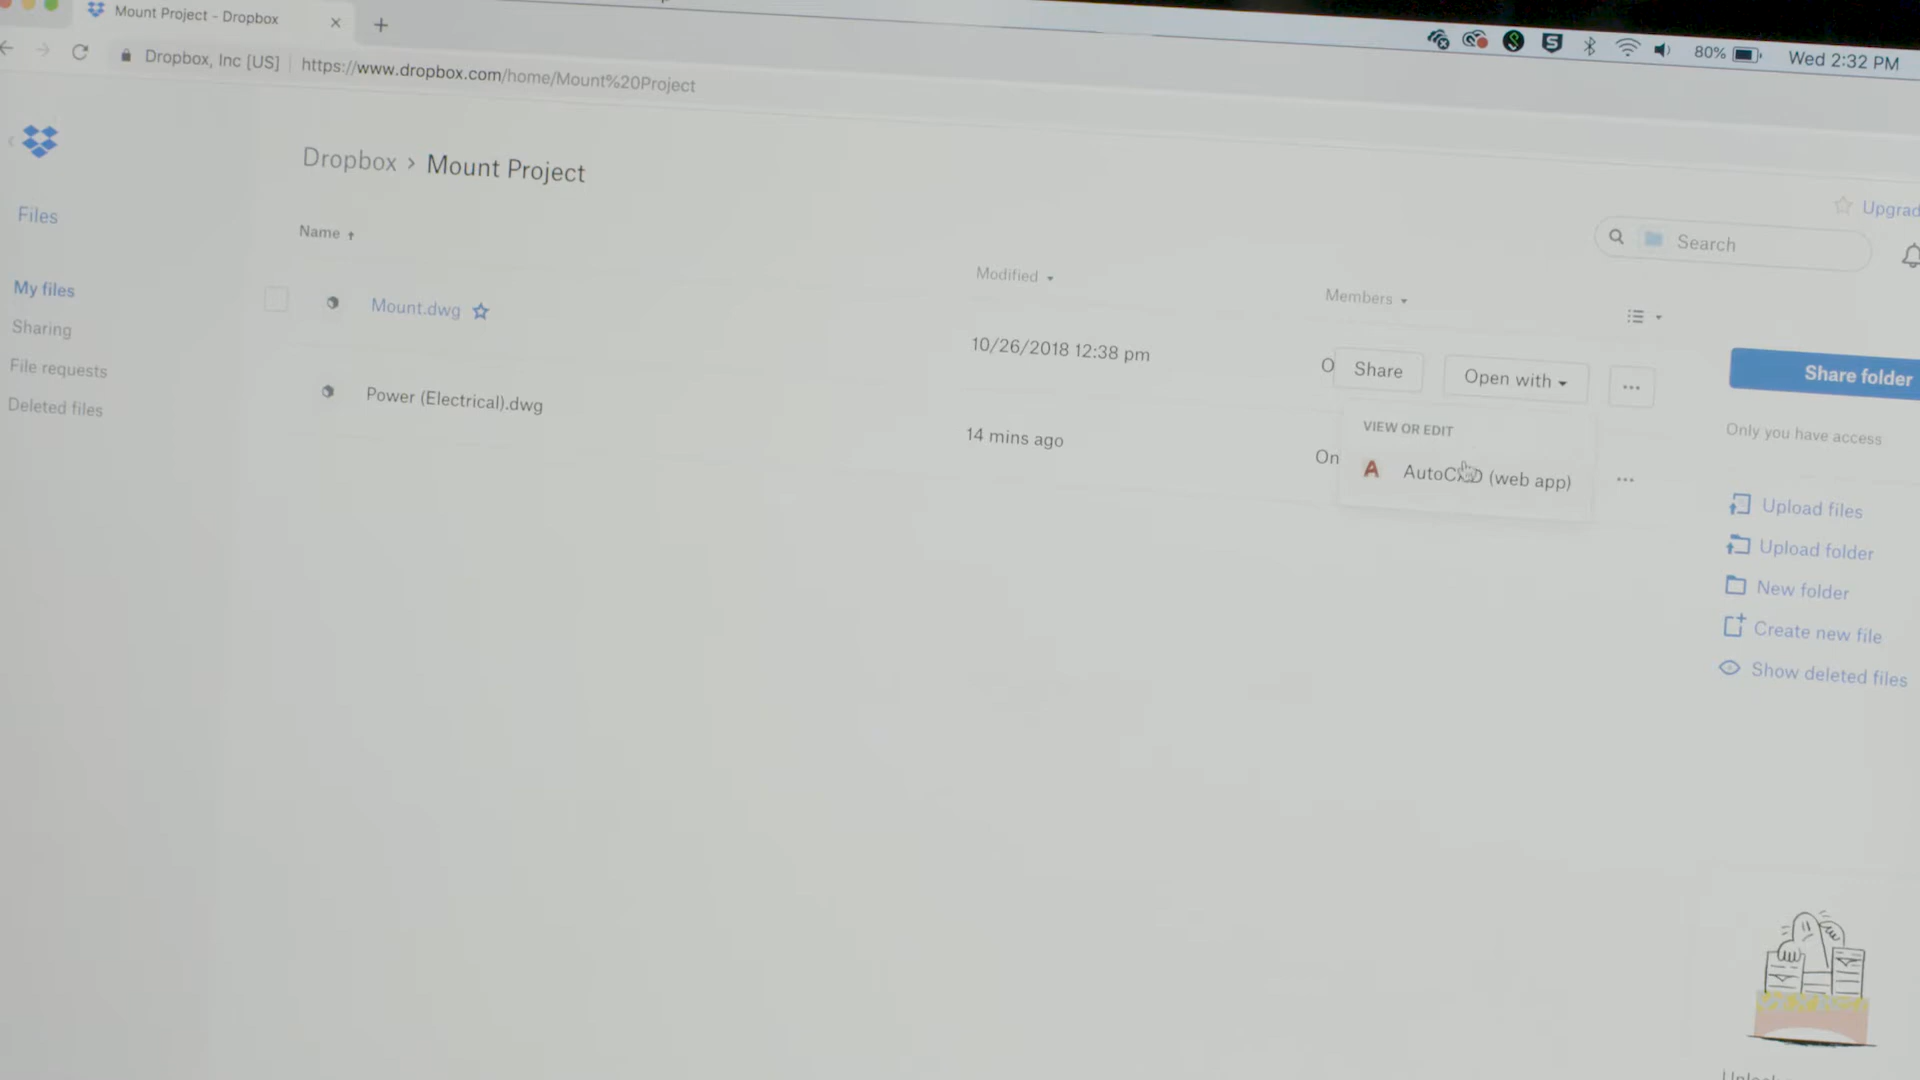 Mount Project - Dropbox
80%
Wed 2:32 PM
Dropbox, Inc [US]
https://www.dropbox.com/home/Mount%20Project
Dropbox › Mount Project
Upgrad
Search
Files
Name
Modified
Members
My files
Sharing
File requests
Deleted files
Mount.dwg
10/26/2018 12:38 pm
O
Share
Open with
...
Share folder
Power (Electrical).dwg
14 mins ago
On
VIEW OR EDIT
A AutoCAD (web app)
...
Only you have access
Upload files
Upload folder
New folder
Create new file
Show deleted files